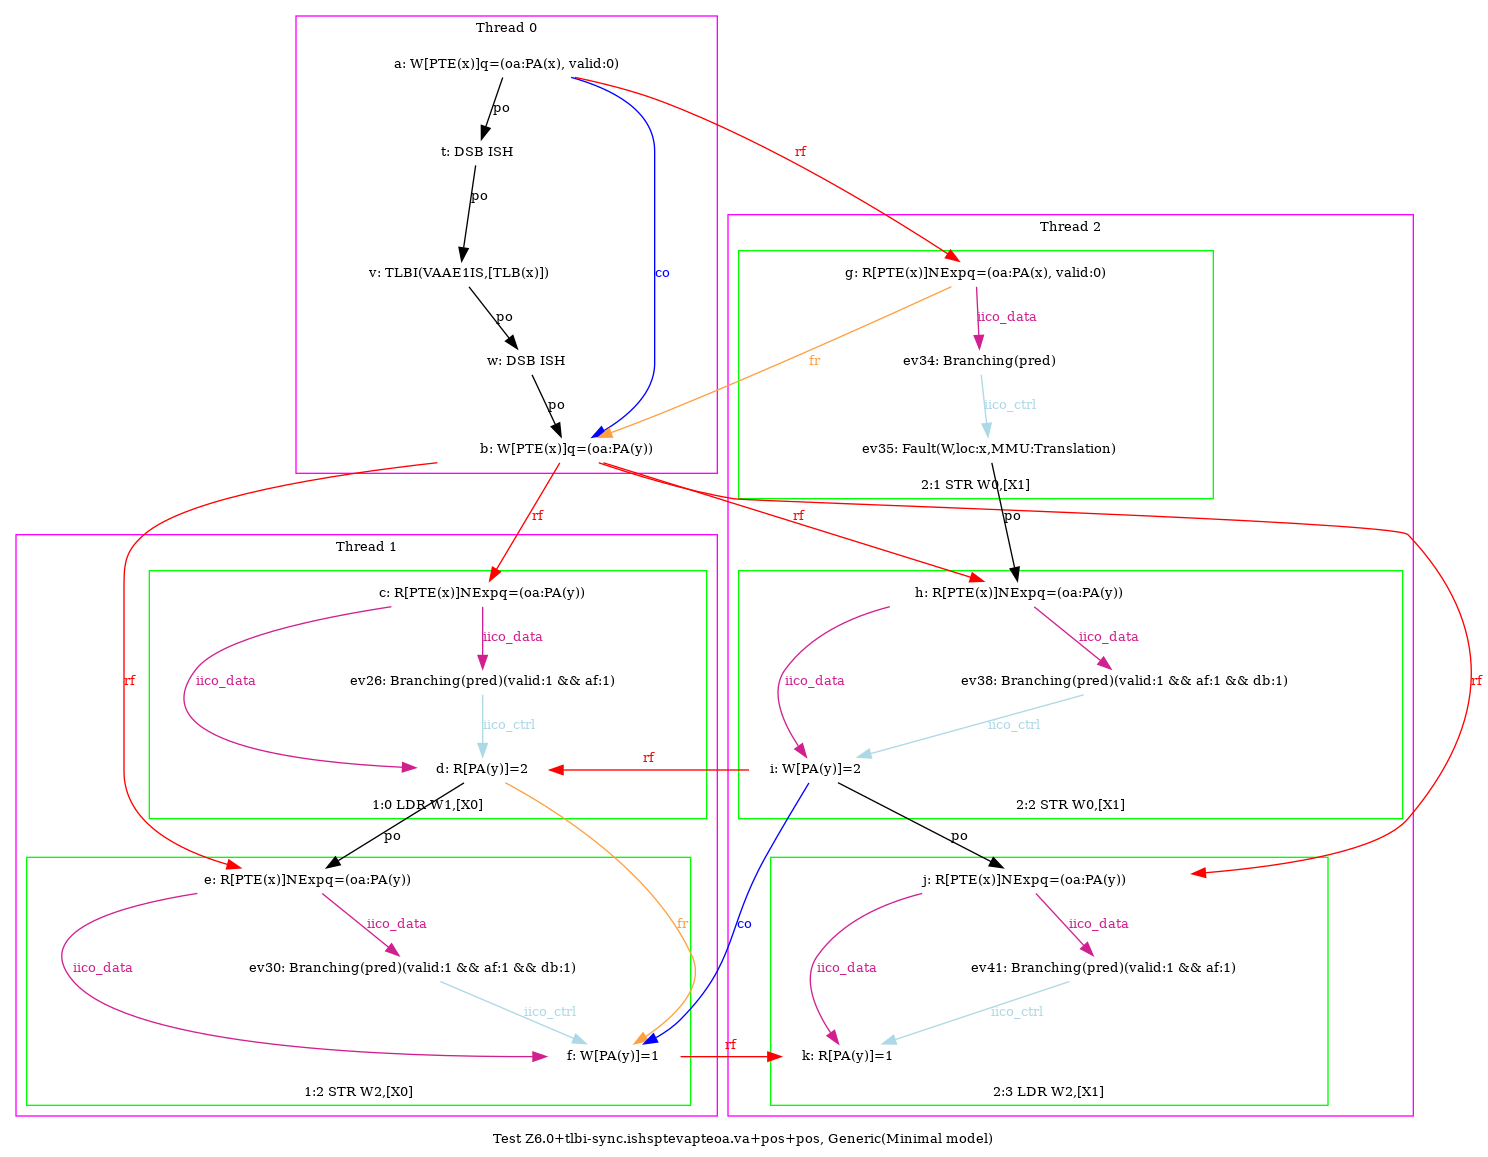 Thread 0
a: W[PTE(x)]q=(oa:PA(x), valid:0)
po
rf
t: DSB ISH
po
Thread 2
v: TLBI(VAAE1IS,[TLB(x)])
co
g: R[PTE(x)]NExpq=(oa:PA(x), valid:0)
po
iico_data
w: DSB ISH
fr
ev34: Branching(pred)
po
iico_ctrl
b: W[PTE(x)]q=(oa:PA(y))
ev35: Fault(W,loc:x,MMU:Translation)
2:1 STR W0,[X1]
rf
rf
po
Thread 1
c: R[PTE(x)]NExpq=(oa:PA(y))
h: R[PTE(x)]NExpq=(oa:PA(y))
iico_data
iico_data
rf
iico_data
ev26: Branching(pred)(valid:1 && af:1)
iico_data
ev38: Branching(pred)(valid:1 && af:1 && db:1)
rf
iico_ctrl
iico_ctrl
rf
d: R[PA(y)]=2
i: W[PA(y)]=2
1:0 LDR W1,[X0]
2:2 STR W0,[X1]
po
po
e: R[PTE(x)]NExpq=(oa:PA(y))
j: R[PTE(x)]NExpq=(oa:PA(y))
iico_data
fr
co
iico_data
iico_data
ev30: Branching(pred)(valid:1 && af:1 && db:1)
iico_data
ev41: Branching(pred)(valid:1 && af:1)
iico_ctrl
iico_ctrl
rf
f: W[PA(y)]=1
k: R[PA(y)]=1
1:2 STR W2,[X0]
2:3 LDR W2,[X1]
Test Z6.0+tlbi-sync.ishsptevapteoa.va+pos+pos, Generic(Minimal model)